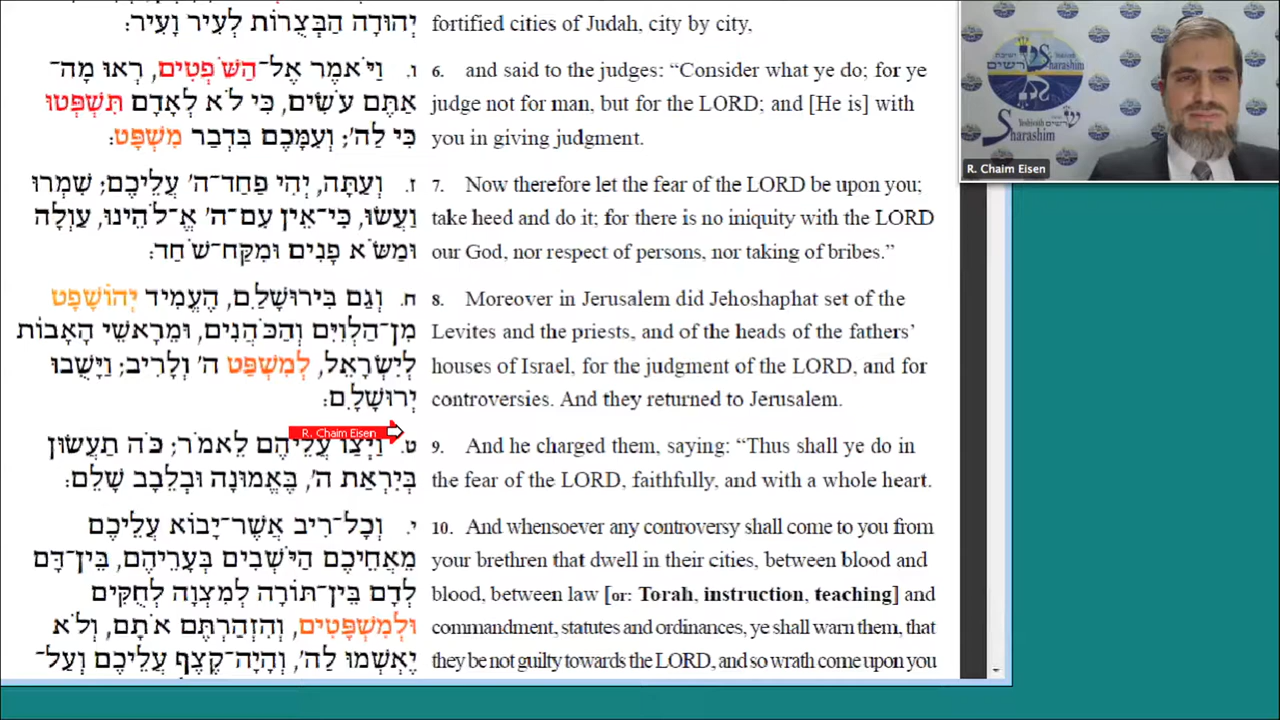 יְהוּדָה הַבְּצֻרוֹת לְעִיר וָעִיר:
ו. וַיֹּאמֶר אֶל־הַשֹּׁפְטִים, רְאוּ מָה־
אַתֶּם עֹשִׂים, כִּי לֹא לְאָדָם תִּשְׁפְּטוּ
כִּי לַה'; וְעִמָּכֶם בִּדְבַר מִשְׁפָּט:
ז. וְעַתָּה, יְהִי פַחַד־ה' עֲלֵיכֶם; שִׁמְרוּ
וַעֲשׂוּ, כִּי־אֵין עִם־ה' אֱ־לֹהֵינוּ, עַוְלָה
וּמַשֹּׂא פָנִים וּמִקַּח־שֹׁחַד:
ח. וְגַם בִּירוּשָׁלִַם, הֶעֱמִיד יְהוֹשָׁפָט
מִן־הַלְוִיִּם וְהַכֹּהֲנִים, וּמֵרָאשֵׁי הָאָבוֹת
לְיִשְׂרָאֵל, לְמִשְׁפַּט ה' וְלָרִיב; וַיָּשֻׁבוּ
יְרוּשָׁלִָם:
ט. וַיְצַו עֲלֵיהֶם לֵאמֹר; כֹּה תַעֲשׂוּן
בְּיִרְאַת ה', בֶּאֱמוּנָה וּבְלֵבָב שָׁלֵם:
י. וְכָל־רִיב אֲשֶׁר־יָבוֹא עֲלֵיכֶם
מֵאֲחֵיכֶם הַיֹּשְׁבִים בְּעָרֵיהֶם, בֵּין־דָּם
לְדָם בֵּין־תּוֹרָה לְמִצְוָה לְחֻקִּים
וּלְמִשְׁפָּטִים, וְהִזְהַרְתֶּם אֹתָם, וְלֹא
יֶאְשְׁמוּ לַה', וְהָיָה־קֶצֶף עֲלֵיכֶם וְעַל־
fortified cities of Judah, city by city,
6. and said to the judges: “Consider what ye do; for ye
judge not for man, but for the LORD; and [He is] with
you in giving judgment.
7. Now therefore let the fear of the LORD be upon you;
take heed and do it; for there is no iniquity with the LORD
our God, nor respect of persons, nor taking of bribes.”
8. Moreover in Jerusalem did Jehoshaphat set of the
Levites and the priests, and of the heads of the fathers’
houses of Israel, for the judgment of the LORD, and for
controversies. And they returned to Jerusalem.
9. And he charged them, saying: “Thus shall ye do in
the fear of the LORD, faithfully, and with a whole heart.
10. And whensoever any controversy shall come to you from
your brethren that dwell in their cities, between blood and
blood, between law [or: Torah, instruction, teaching] and
commandment, statutes and ordinances, ye shall warn them, that
they be not guilty towards the LORD, and so wrath come upon you
R. Chaim Eisen
ישיבת
שרשים
Sharashim
Yeshivath
Sharashim
R. Chaim Eisen